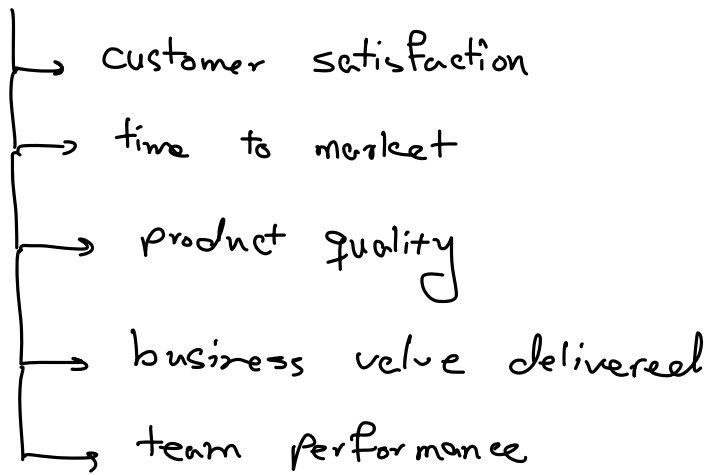 customer satisfaction
time to market
product quality
business value delivered
team performance